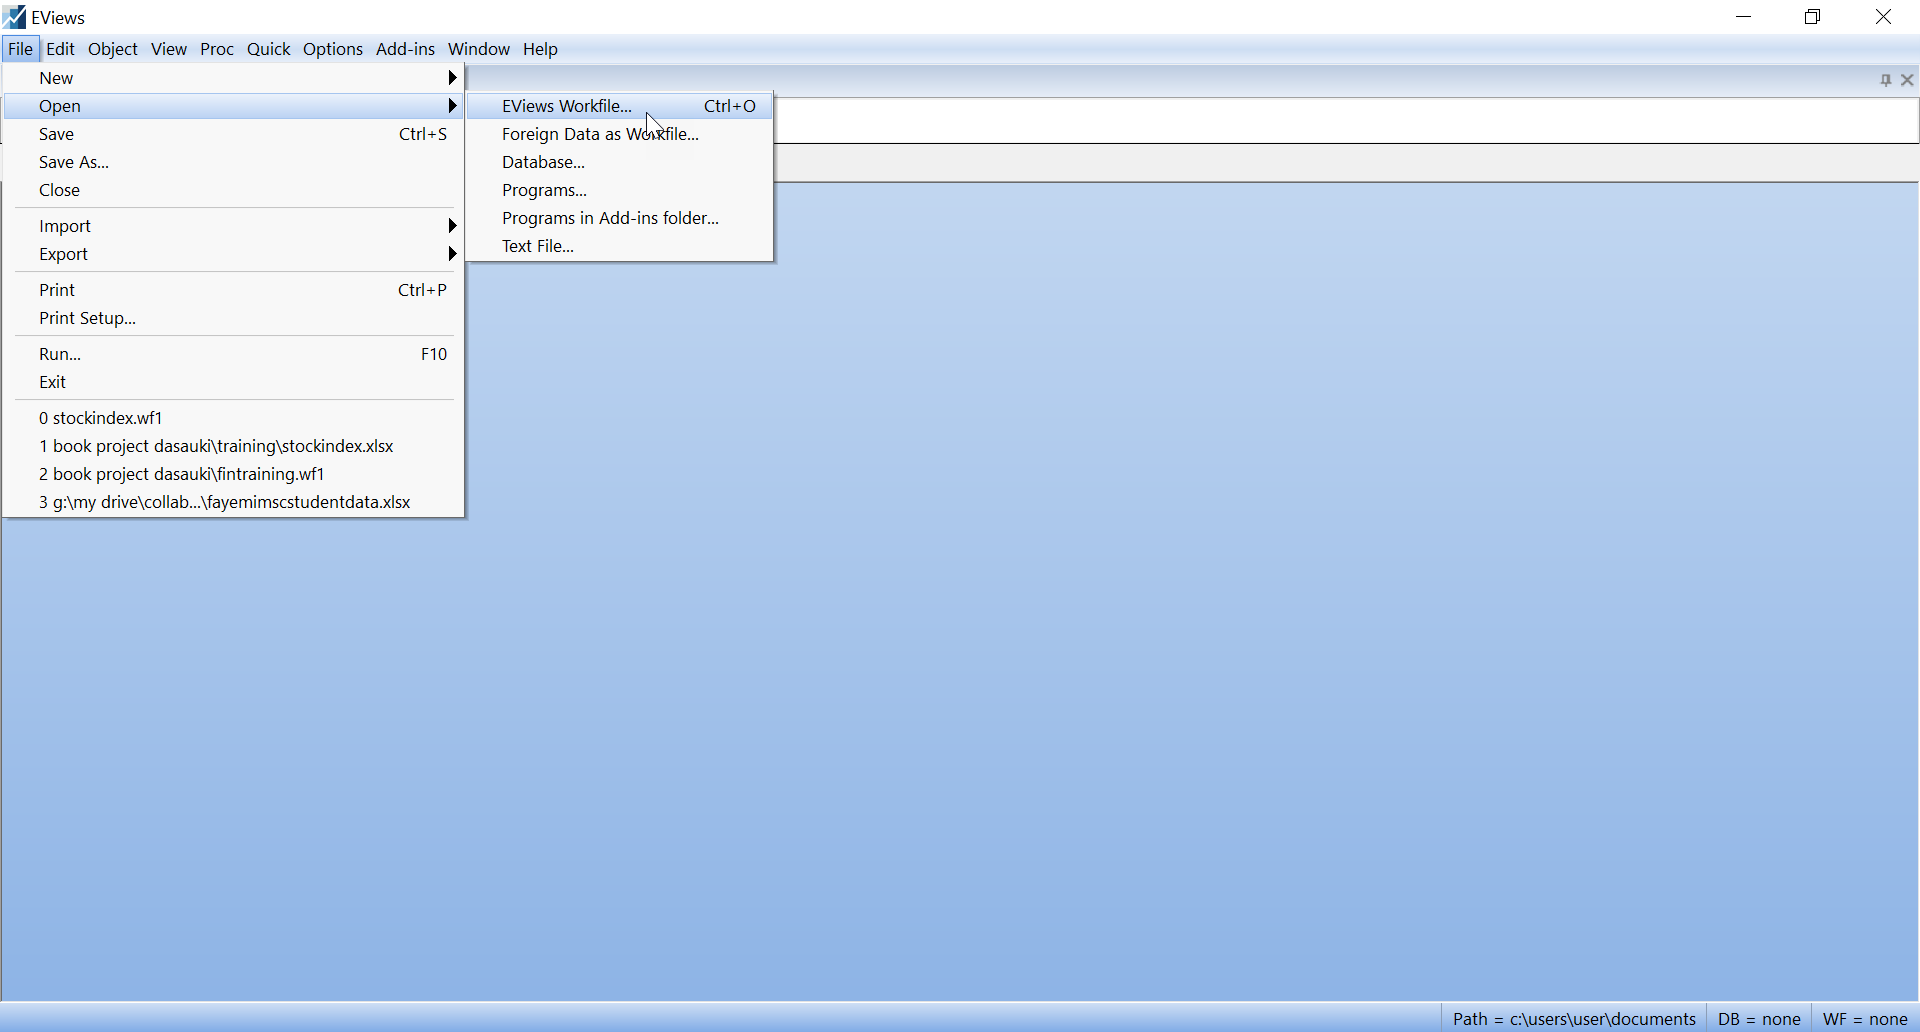 EViews
File Edit Object View Proc Quick Options Add-ins Window Help
New
Open
Save Ctrl+S
Save As...
Close
Import
Export
Print Ctrl+P
Print Setup...
Run... F10
Exit
0 stockindex.wf1
1 book project dasauki\training\stockindex.xlsx
2 book project dasauki\fintraining.wf1
3 g:\my drive\collab...\fayemimscstudentdata.xlsx
EViews Workfile... Ctrl+O
Foreign Data as Workfile...
Database...
Programs...
Programs in Add-ins folder...
Text File...
Path = c:\users\user\documents DB = none WF = none